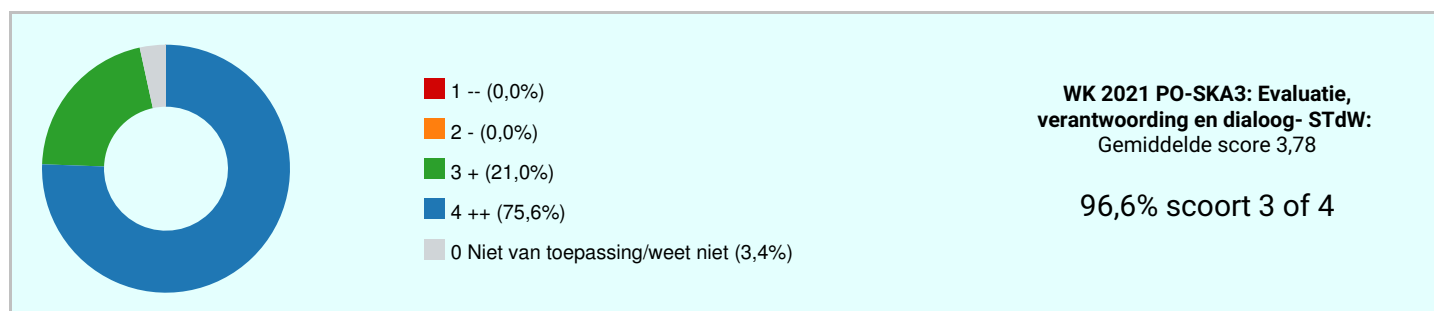 1 -- (0,0%)
2 - (0,0%)
3 + (21,0%)
4 ++ (75,6%)
0 Niet van toepassing/weet niet (3,4%)
WK 2021 PO-SKA3: Evaluatie,
verantwoording en dialoog- STdW:
Gemiddelde score 3,78
96,6% scoort 3 of 4